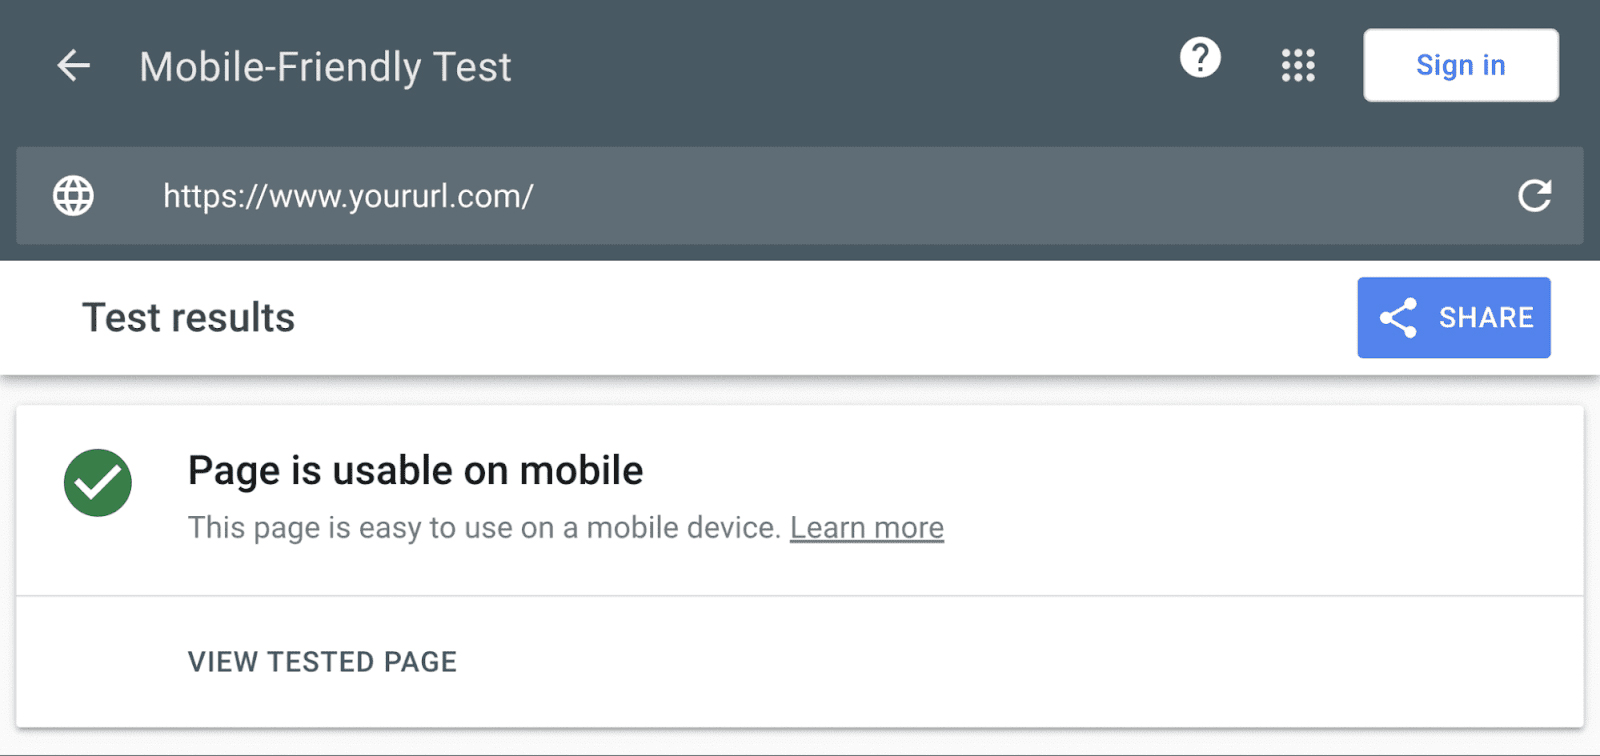 Mobile-Friendly Test
?
Sign in
https://www.yoururl.com/
Test results
SHARE
Page is usable on mobile
This page is easy to use on a mobile device. Learn more
VIEW TESTED PAGE